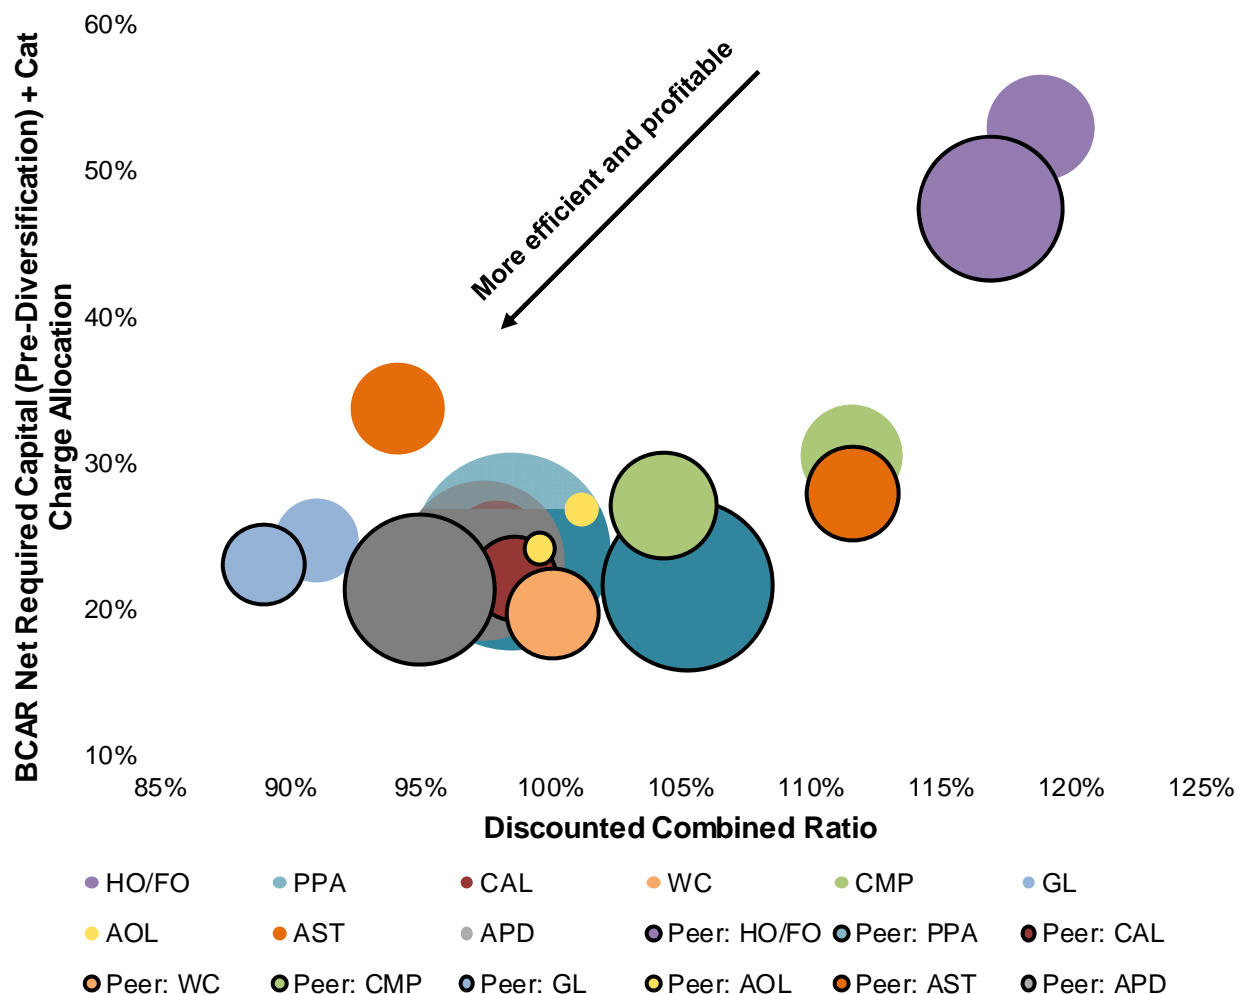 BCAR Net Required Capital (Pre-Diversification) + Cat
Charge Allocation
60%
50%
40%
30%
20%
10%
More efficient and profitable
85% 90% 95% 100% 105% 110% 115% 120% 125%
Discounted Combined Ratio
HO/FO PPA CAL WC CMP GL
AOL AST APD Peer: HO/FO Peer: PPA Peer: CAL
Peer: WC Peer: CMP Peer: GL Peer: AOL Peer: AST Peer: APD